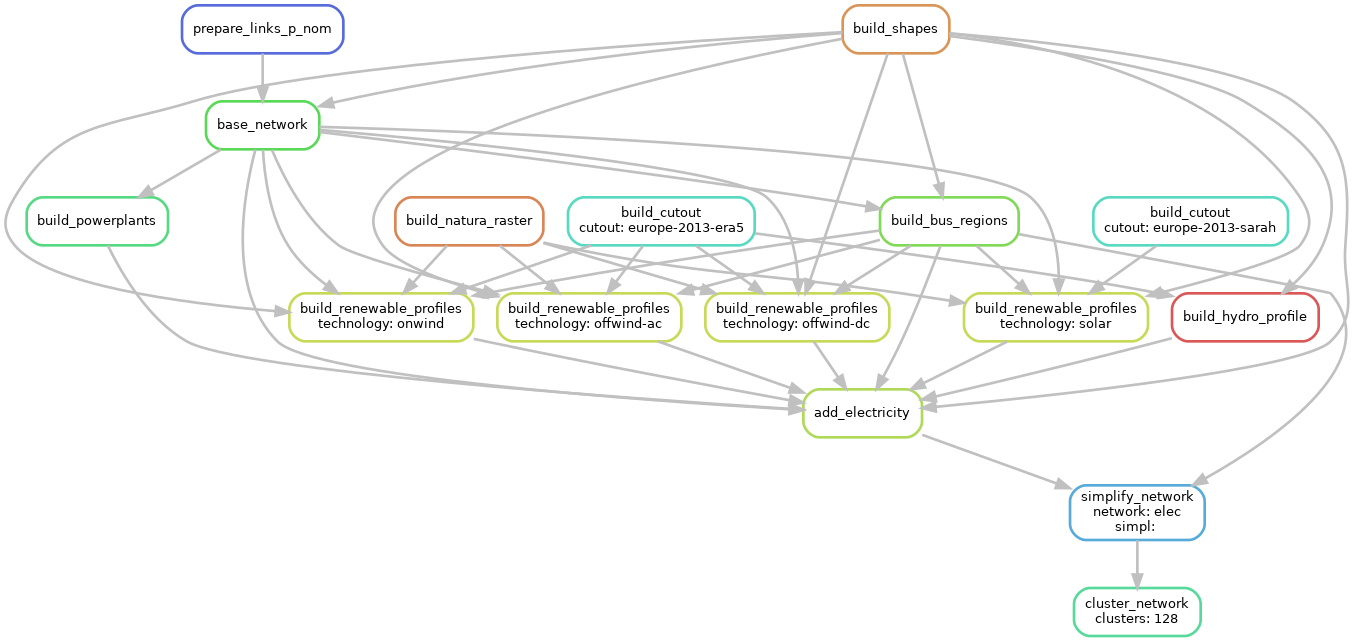 prepare_links_p_nom
build_shapes
base_network
build_powerplants
build_natura_raster
build_cutout
cutout: europe-2013-era5
build_bus_regions
build_cutout
cutout: europe-2013-sarah
build_renewable_profiles
technology: onwind
build_renewable_profiles
technology: offwind-ac
build_renewable_profiles
technology: offwind-dc
build_renewable_profiles
technology: solar
build_hydro_profile
add_electricity
simplify_network
network: elec
simpl:
cluster_network
clusters: 128